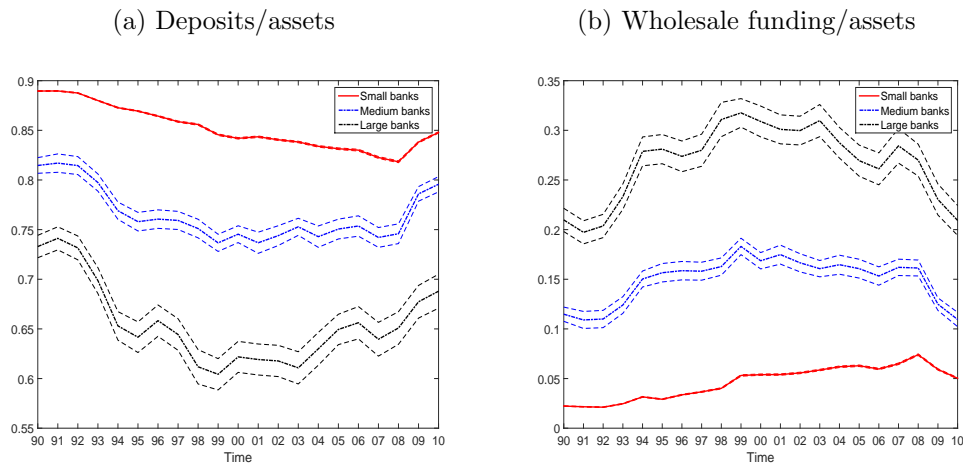 (a) Deposits/assets
0.9
0.85
0.8
0.75
0.7
0.65
0.6
0.55
Small banks
Medium banks
Large banks
90 91 92 93 94 95 96 97 98 99 00 01 02 03 04 05 06 07 08 09 10
Time
(b) Wholesale funding/assets
0.35
0.3
0.25
0.2
0.15
0.1
0.05
0
Small banks
Medium banks
Large banks
90 91 92 93 94 95 96 97 98 99 00 01 02 03 04 05 06 07 08 09 10
Time